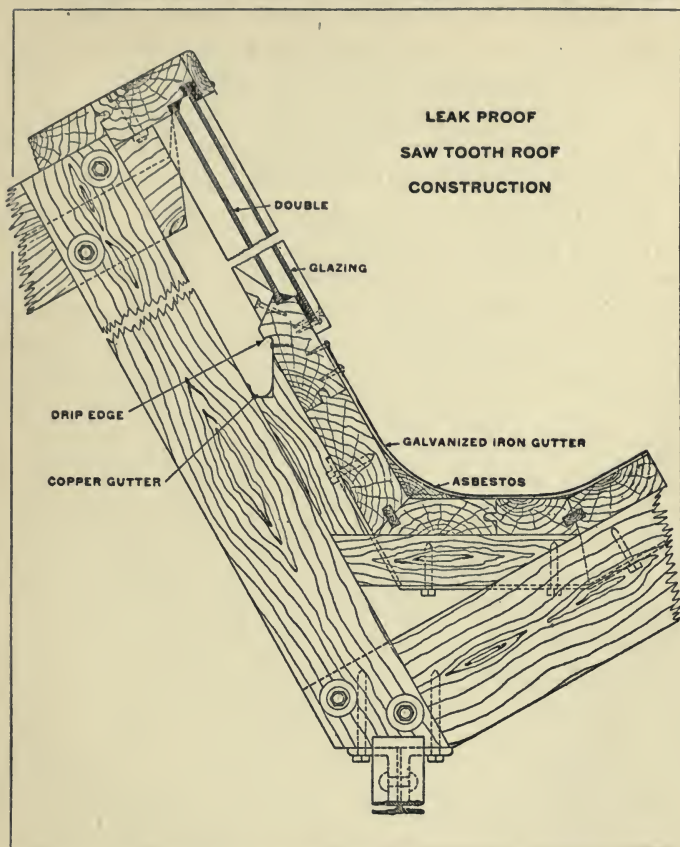 LEAK PROOF
SAW TOOTH ROOF
CONSTRUCTION
DOUBLE
GLAZING
DRIP EDGE
GALVANIZED IRON GUTTER
COPPER GUTTER
ASBESTOS